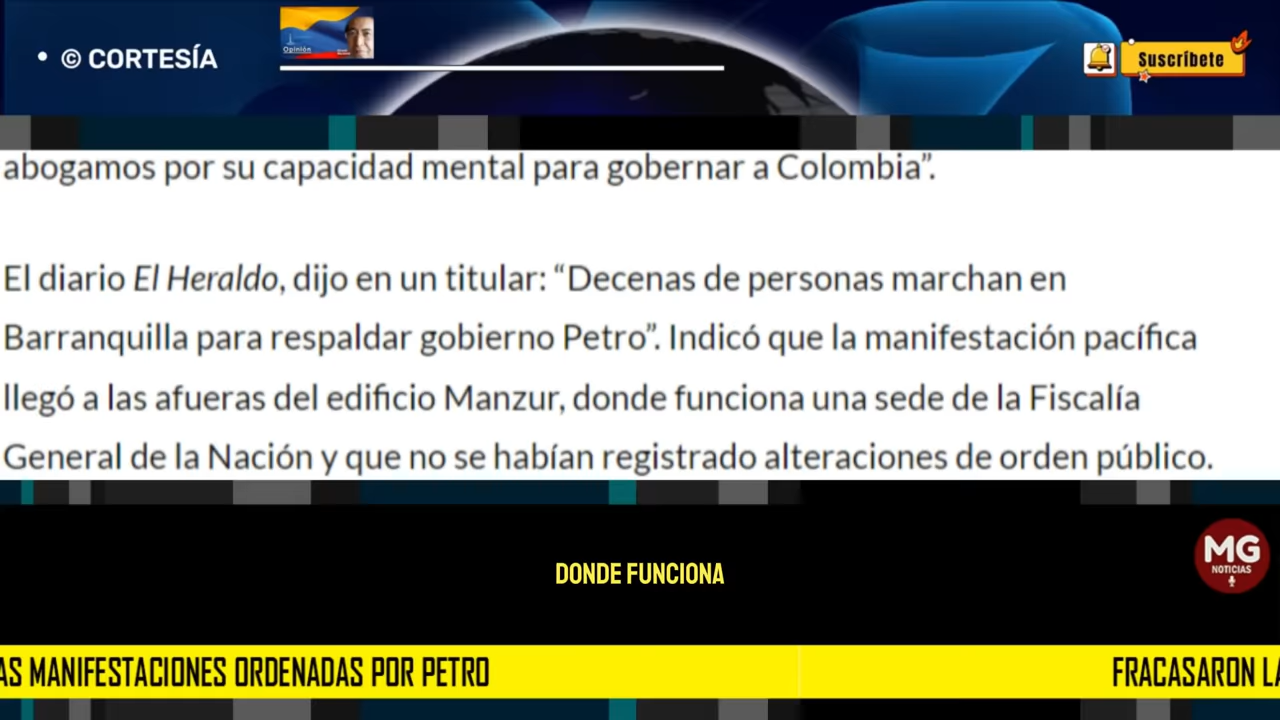 • © CORTESÍA
Opinión
Suscríbete
abogamos por su capacidad mental para gobernar a Colombia”.
El diario El Heraldo, dijo en un titular: “Decenas de personas marchan en
Barranquilla para respaldar gobierno Petro”. Indicó que la manifestación pacífica
llegó a las afueras del edificio Manzur, donde funciona una sede de la Fiscalía
General de la Nación y que no se habían registrado alteraciones de orden público.
MG
NOTICIAS
DONDE FUNCIONA
AS MANIFESTACIONES ORDENADAS POR PETRO
FRACASARON LA